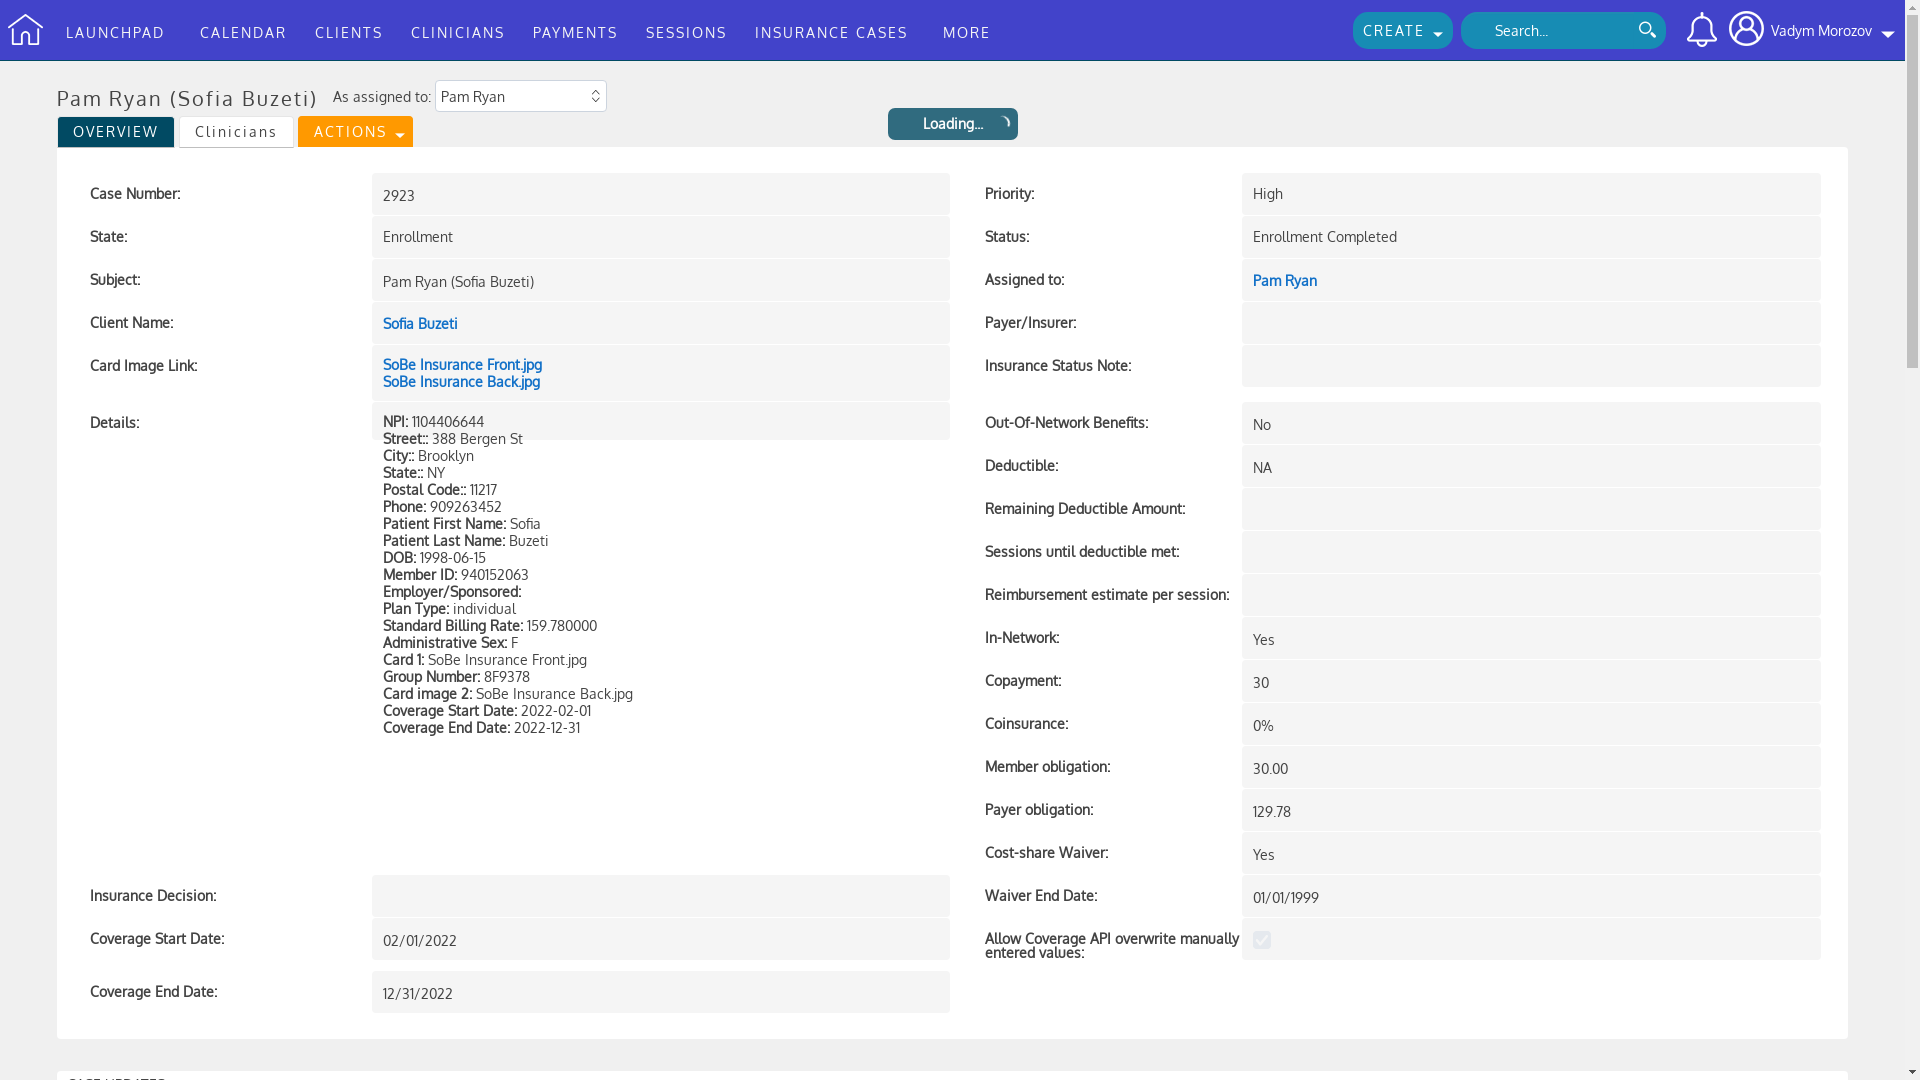 LAUNCHPAD CALENDAR CLIENTS CLINICIANS PAYMENTS SESSIONS INSURANCE CASES MORE CREATE Search... Vadym Morozov
Pam Ryan (Sofia Buzeti) As assigned to: Pam Ryan
Loading...
OVERVIEW Clinicians ACTIONS
Case Number: 2923
Priority: High
State: Enrollment
Status: Enrollment Completed
Subject: Pam Ryan (Sofia Buzeti)
Assigned to: Pam Ryan
Client Name: Sofia Buzeti
Payer/Insurer:
Card Image Link: SoBe Insurance Front.jpg
SoBe Insurance Back.jpg
Insurance Status Note:
Details: NPI: 1104406644
Street:: 388 Bergen St
City:: Brooklyn
State:: NY
Postal Code:: 11217
Phone: 909263452
Patient First Name: Sofia
Patient Last Name: Buzeti
DOB: 1998-06-15
Member ID: 940152063
Employer/Sponsored:
Plan Type: individual
Standard Billing Rate: 159.780000
Administrative Sex: F
Card 1: SoBe Insurance Front.jpg
Group Number: 8F9378
Card image 2: SoBe Insurance Back.jpg
Coverage Start Date: 2022-02-01
Coverage End Date: 2022-12-31
Out-Of-Network Benefits: No
Deductible: NA
Remaining Deductible Amount:
Sessions until deductible met:
Reimbursement estimate per session:
In-Network: Yes
Copayment: 30
Coinsurance: 0%
Member obligation: 30.00
Payer obligation: 129.78
Cost-share Waiver: Yes
Insurance Decision:
Waiver End Date: 01/01/1999
Coverage Start Date: 02/01/2022
Allow Coverage API overwrite manually
entered values:
Coverage End Date: 12/31/2022
CASE UPDATES